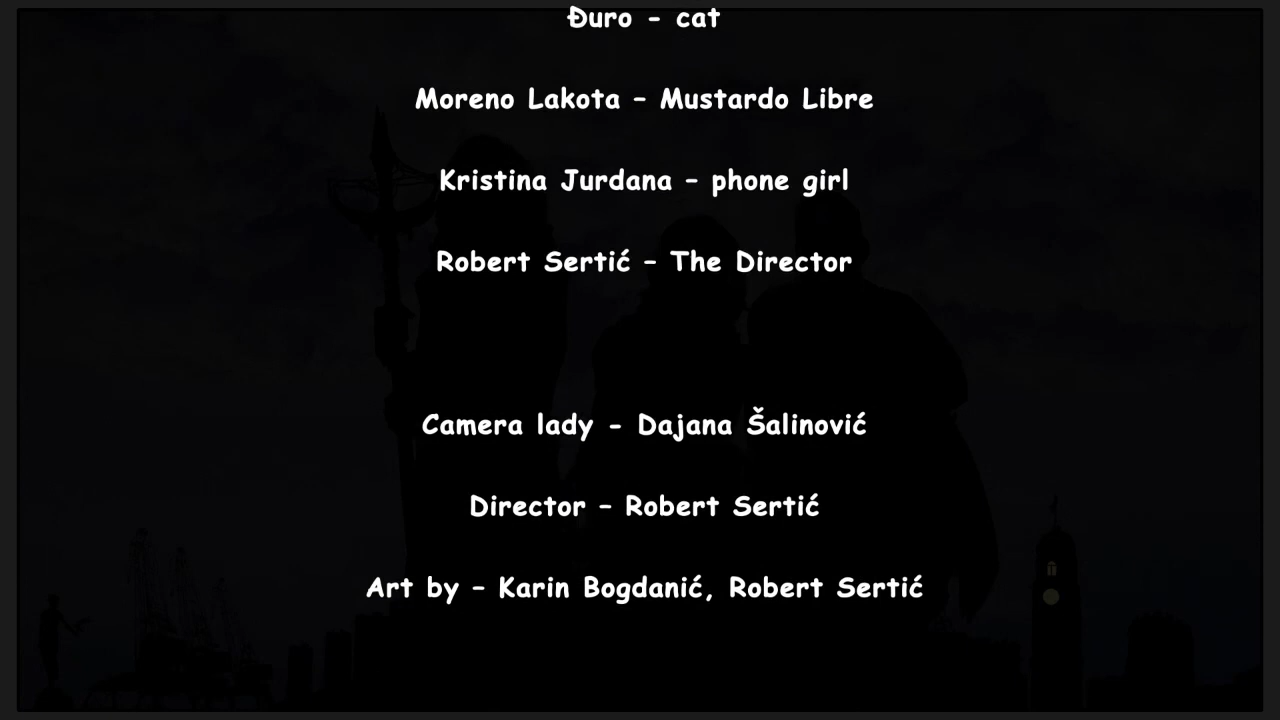 Đuro - cat
Moreno Lakota - Mustardo Libre
Kristina Jurdana - phone girl
Robert Sertić - The Director
Camera lady - Dajana Šalinović
Director - Robert Sertić
Art by - Karin Bogdanić, Robert Sertić